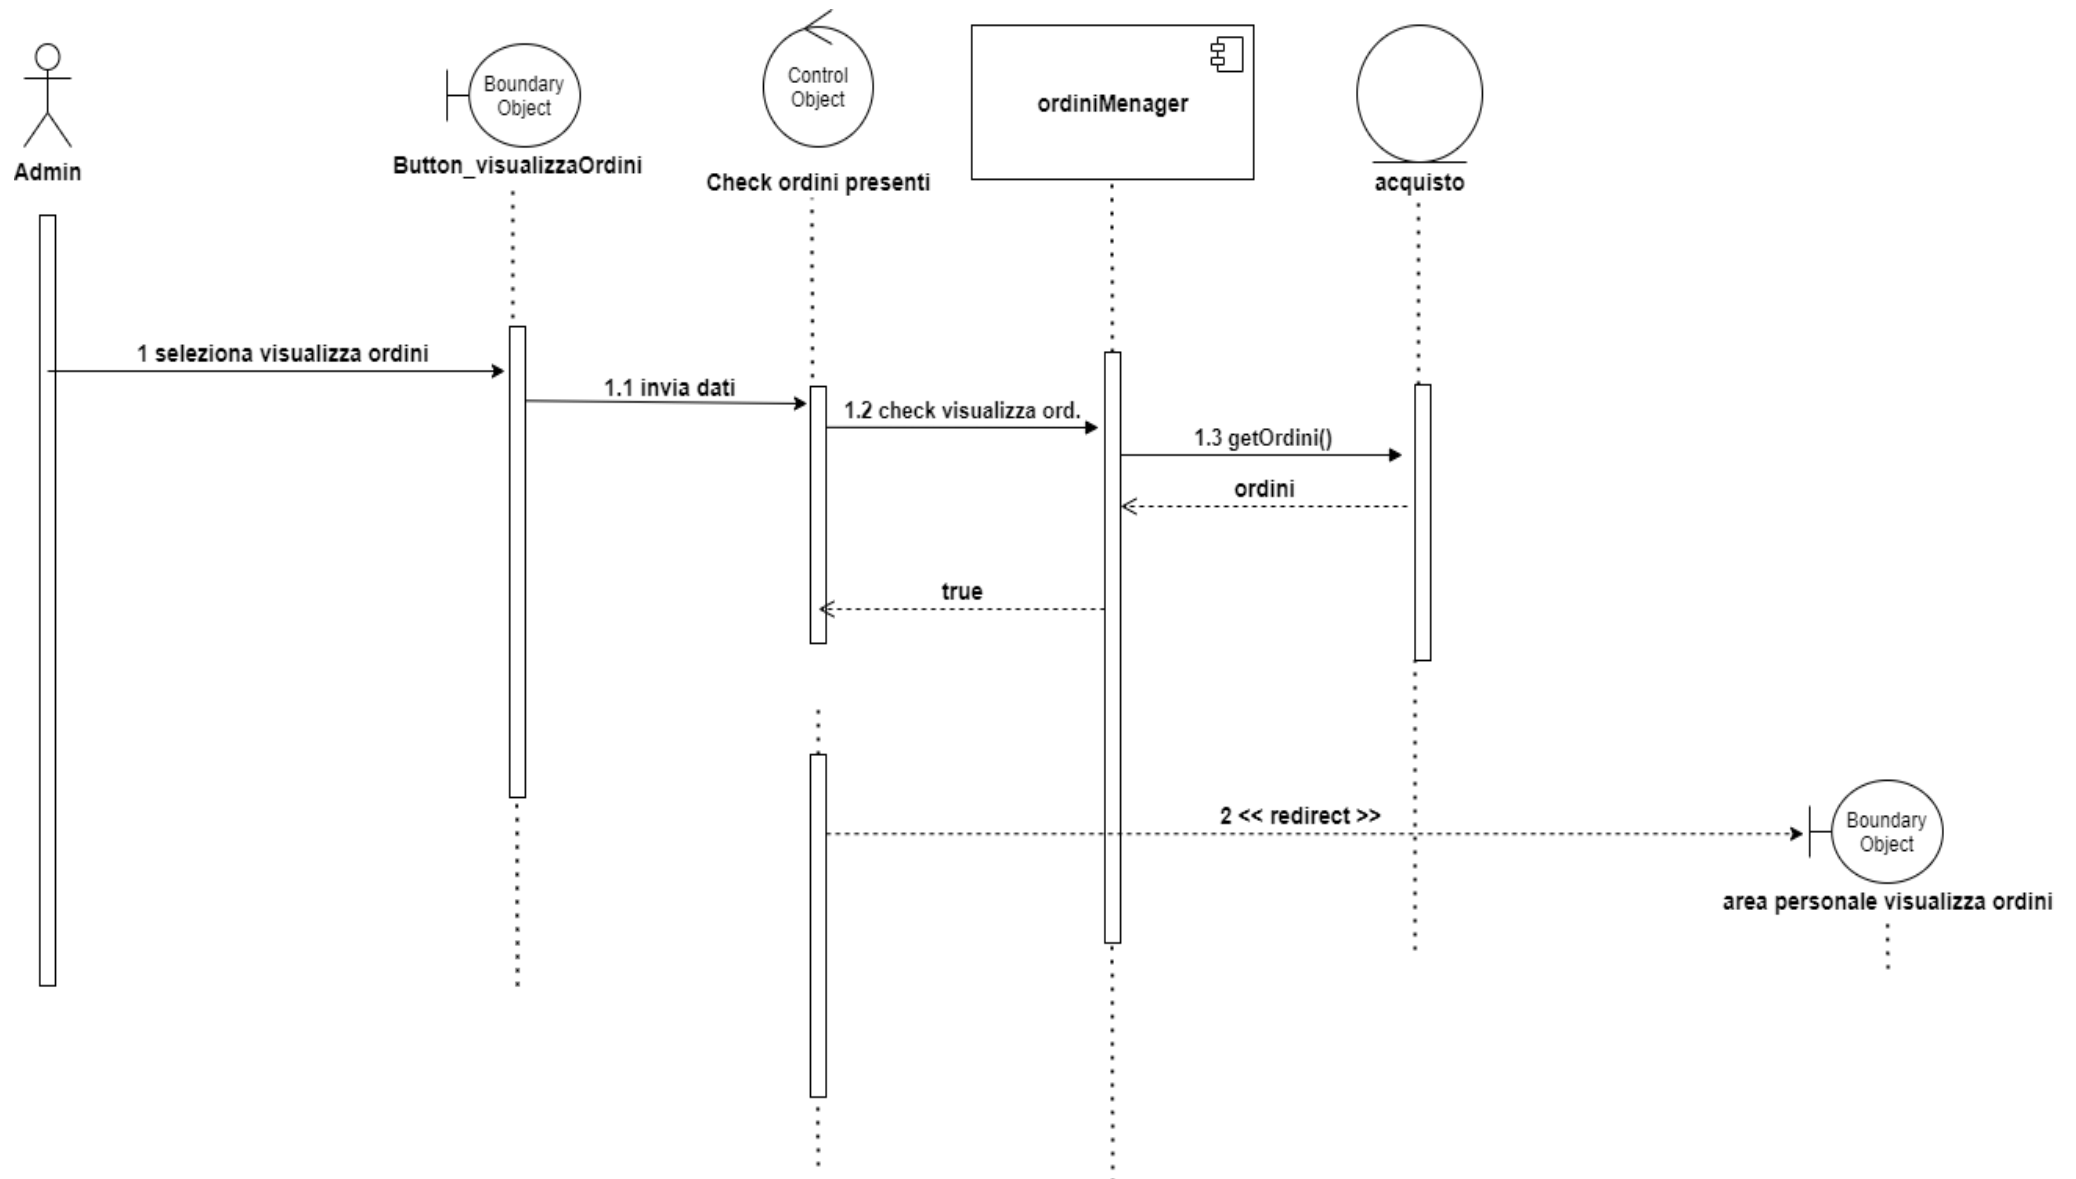 Boundary
Object
Control
Object
ordiniMenager
Admin
Button_visualizzaOrdini
Check ordini presenti
acquisto
1 seleziona visualizza ordini
1.1 invia dati
1.2 check visualizza ord.
1.3 getOrdini()
ordini
true
2 << redirect >>
Boundary
Object
area personale visualizza ordini